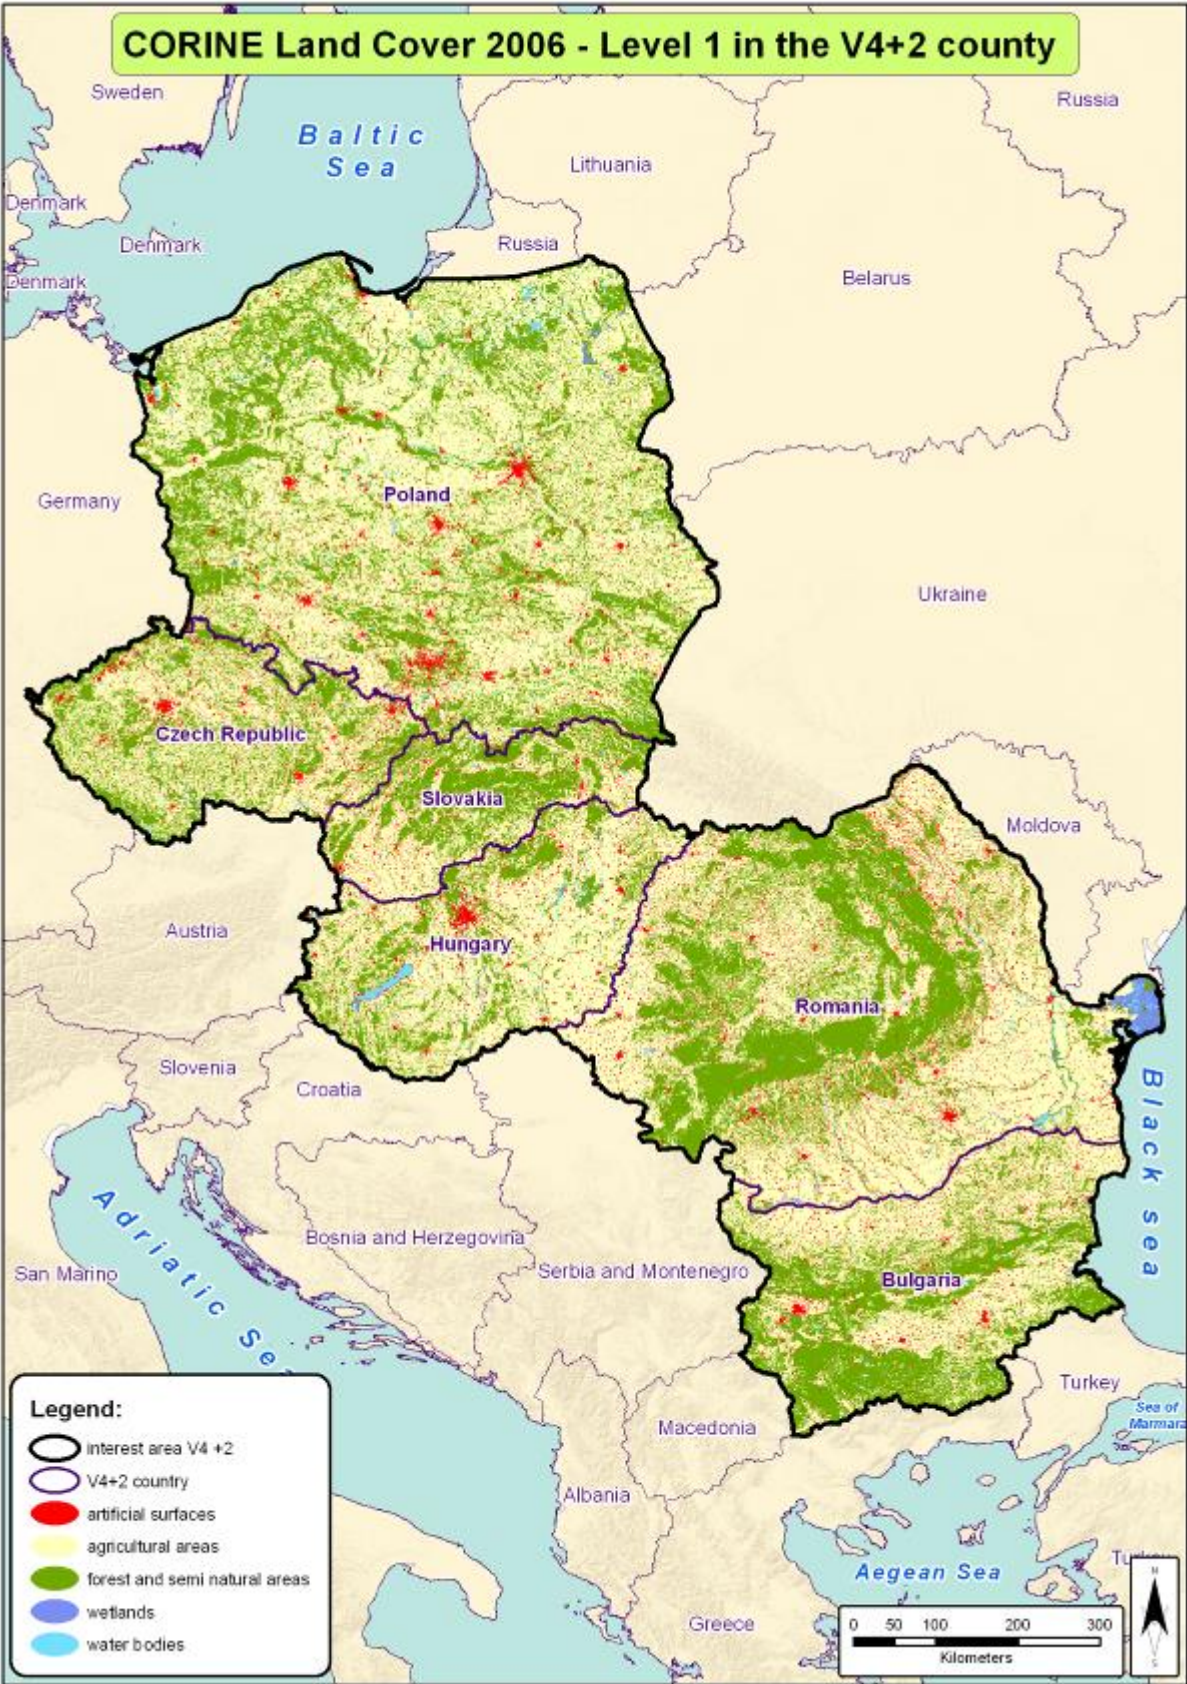 CORINE Land Cover 2006 - Level 1 in the V4+2 county
Sweden
Russia
Baltic
Sea
Lithuania
Denmark
Denmark
Russia
Denmark
Belarus
Germany
Poland
Ukraine
Czech Republic
Slovakia
Moldova
Austria
Hungary
Romania
Slovenia
Croatia
Black sea
Adriatic Sea
Bosnia and Herzegovina
Serbia and Montenegro
San Marino
Bulgaria
Turkey
Sea of
Marmara
Macedonia
Albania
Aegean Sea
Turkey
Greece
Legend:
interest area V4 +2
V4+2 country
artificial surfaces
agricultural areas
forest and semi natural areas
wetlands
water bodies
0 50 100 200 300
Kilometers
N
S